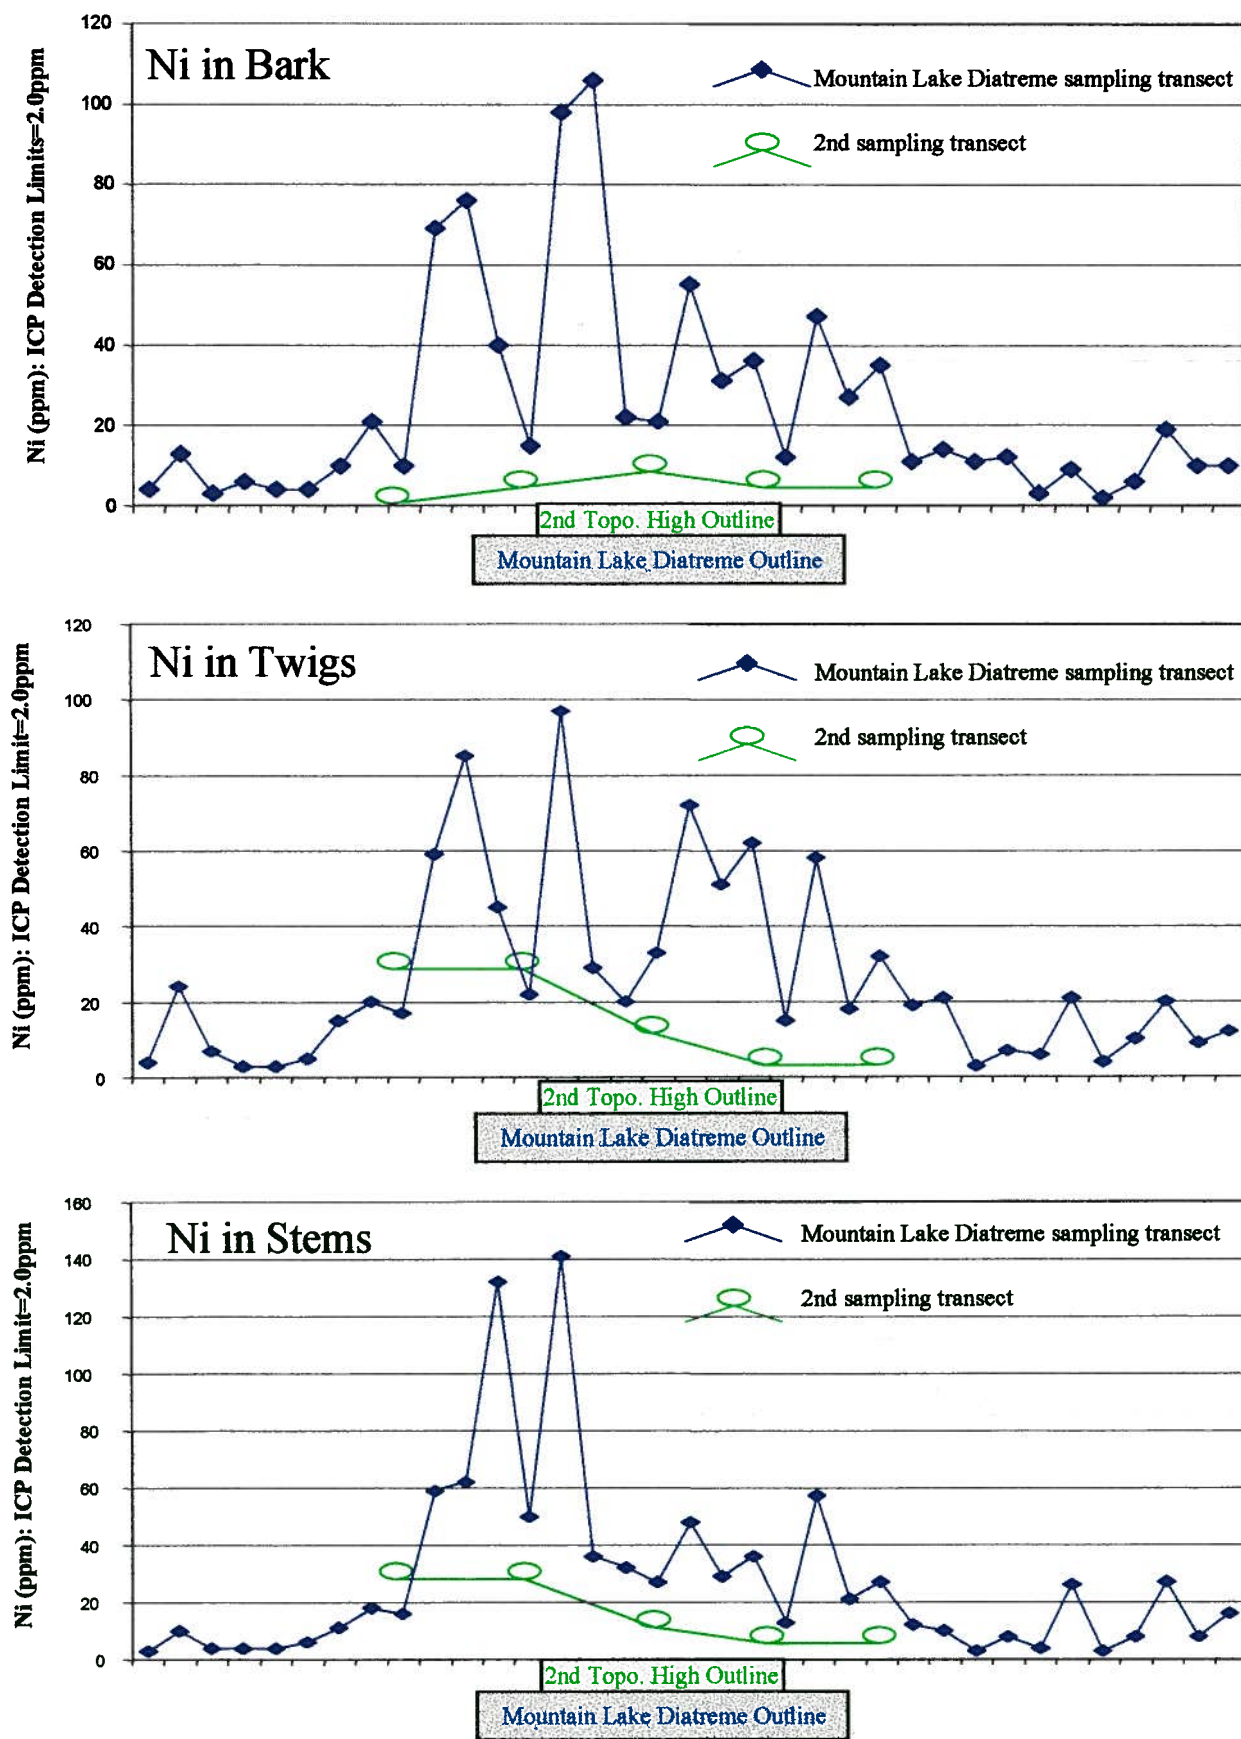 120
Ni in Bark
Mountain Lake Diatreme sampling transect
100
2nd sampling transect
80
60
40
20
0
Ni (ppm): ICP Detection Limits=2.0ppm
2nd Topo. High Outline
Mountain Lake Diatreme Outline
120
Ni in Twigs
Mountain Lake Diatreme sampling transect
100
2nd sampling transect
80
60
40
20
0
Ni (ppm): ICP Detection Limit=2.0ppm
2nd Topo. High Outline
Mountain Lake Diatreme Outline
160
Ni in Stems
Mountain Lake Diatreme sampling transect
140
2nd sampling transect
120
100
80
60
40
20
0
Ni (ppm): ICP Detection Limit=2.0ppm
2nd Topo. High Outline
Mountain Lake Diatreme Outline